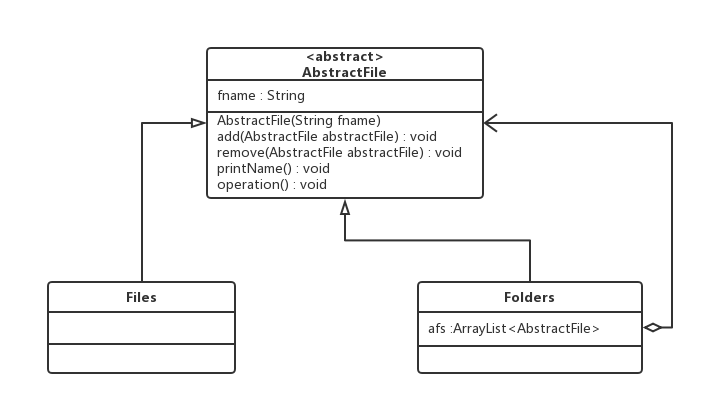 <abstract>
AbstractFile
fname : String
AbstractFile(String fname)
add(AbstractFile abstractFile) : void
remove(AbstractFile abstractFile) : void
printName() : void
operation() : void
Files
Folders
afs :ArrayList<AbstractFile>